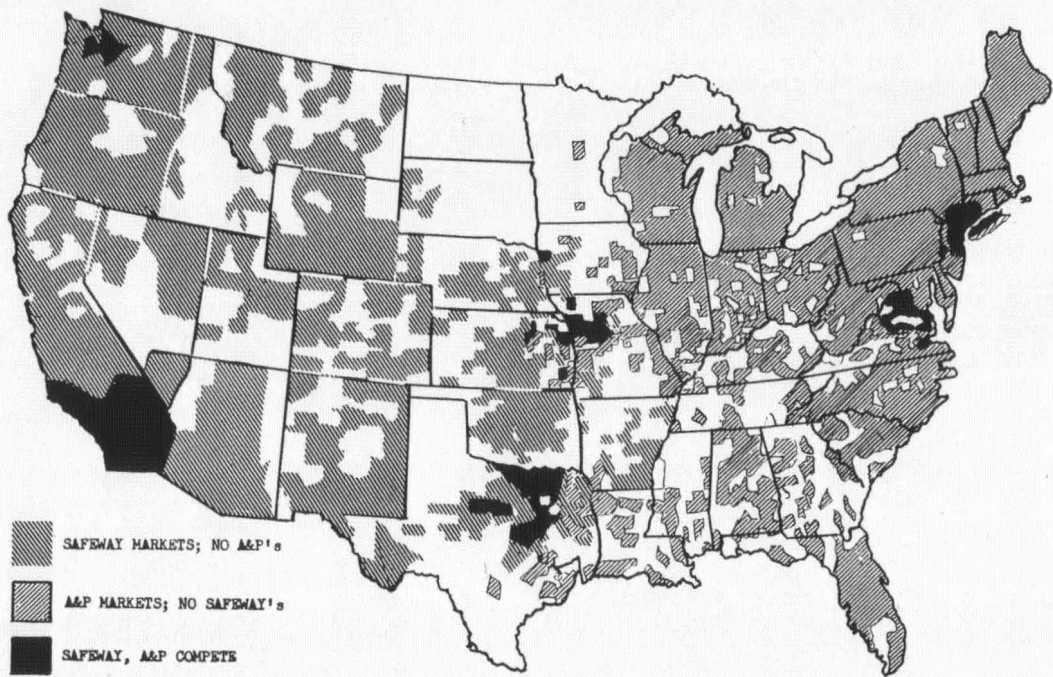 SAFEWAY MARKETS; NO A&P's
A&P MARKETS; NO SAFEWAY's
SAFEWAY, A&P COMPETE